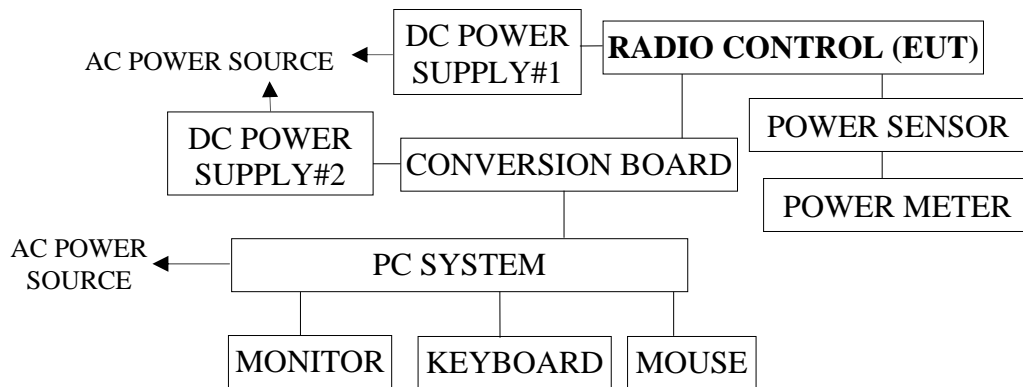 DC POWER
SUPPLY#1
RADIO CONTROL (EUT)
AC POWER SOURCE
POWER SENSOR
DC POWER
SUPPLY#2
CONVERSION BOARD
POWER METER
AC POWER
SOURCE
PC SYSTEM
MONITOR
KEYBOARD
MOUSE